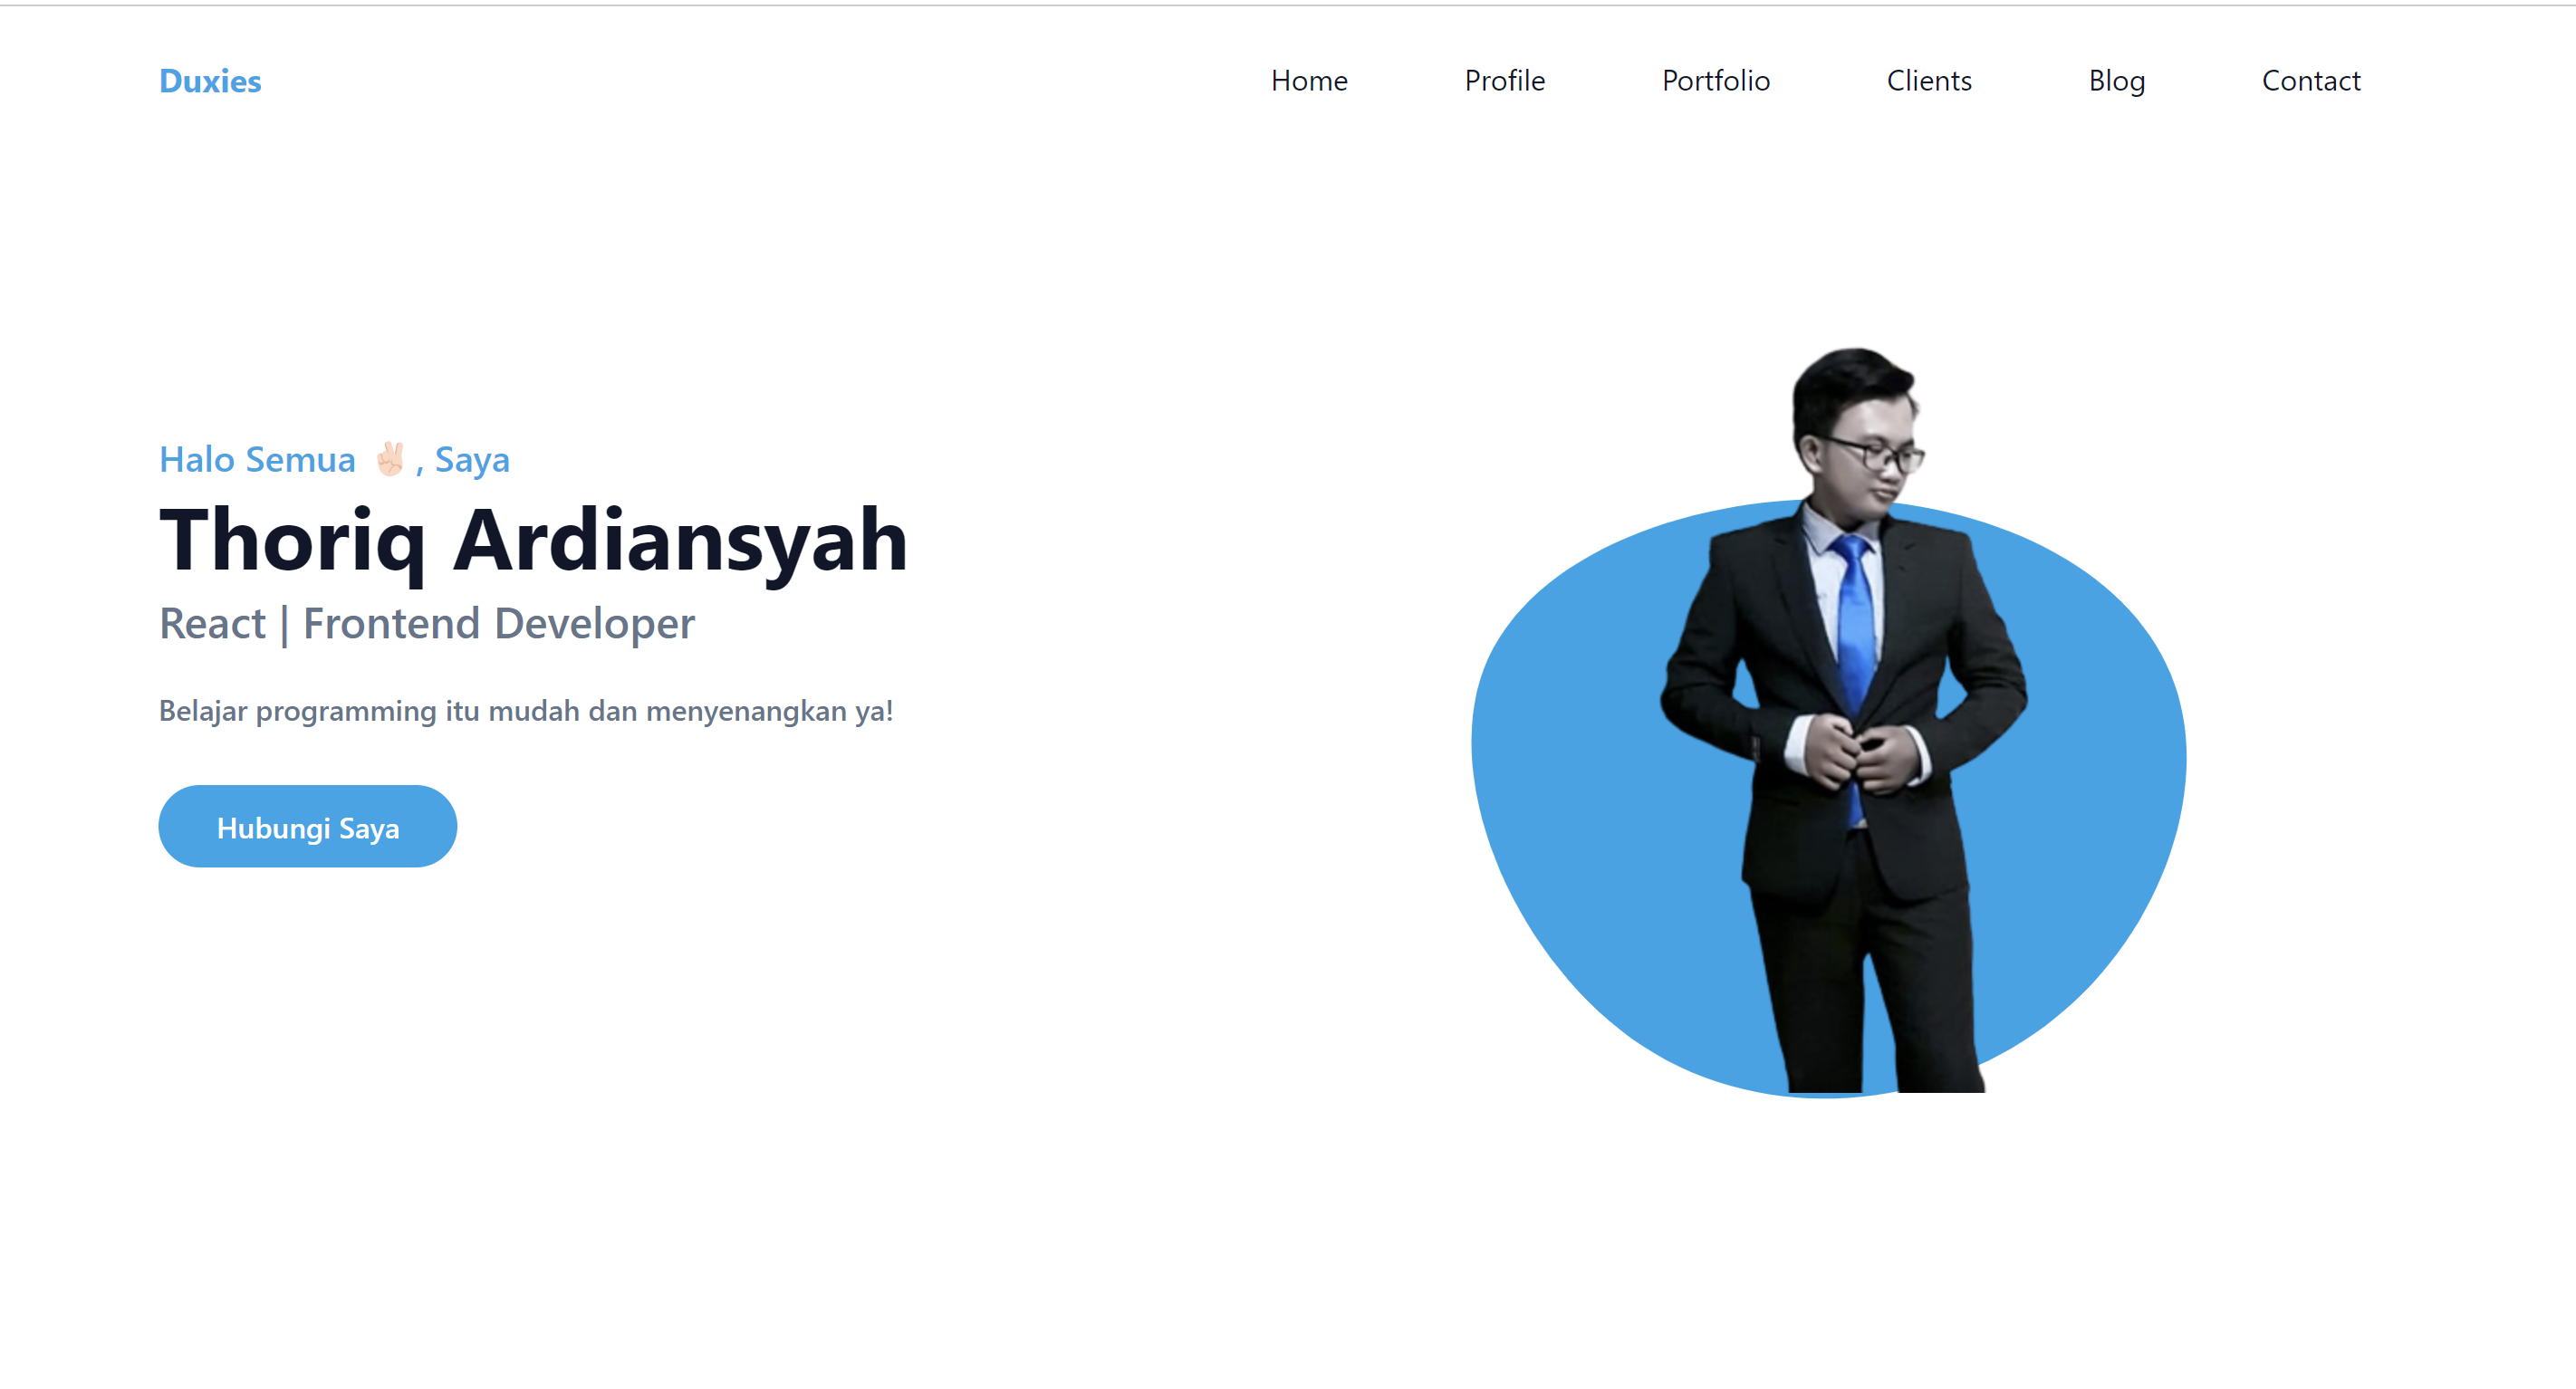 Duxies
Home Profile Portfolio Clients Blog Contact
Halo Semua ✌🏻, Saya
Thoriq Ardiansyah
React | Frontend Developer
Belajar programming itu mudah dan menyenangkan ya!
Hubungi Saya